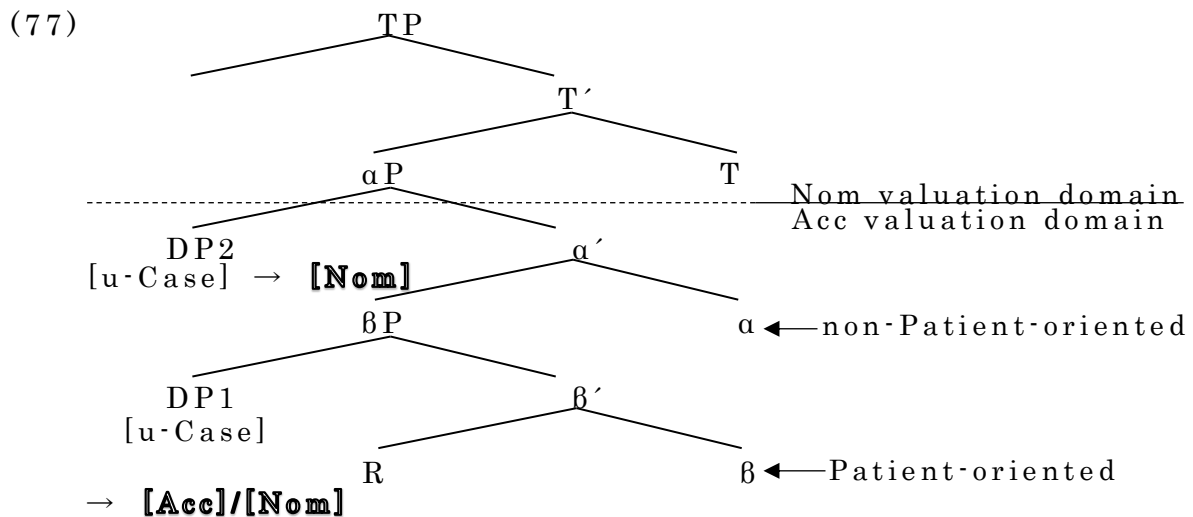 (77) TP
T´
αP T
Nom valuation domain
Acc valuation domain
DP2 α´
[u-Case] → [Nom]
βP α ← non-Patient-oriented
DP1 β´
[u-Case]
R β ← Patient-oriented
→ [Acc]/[Nom]